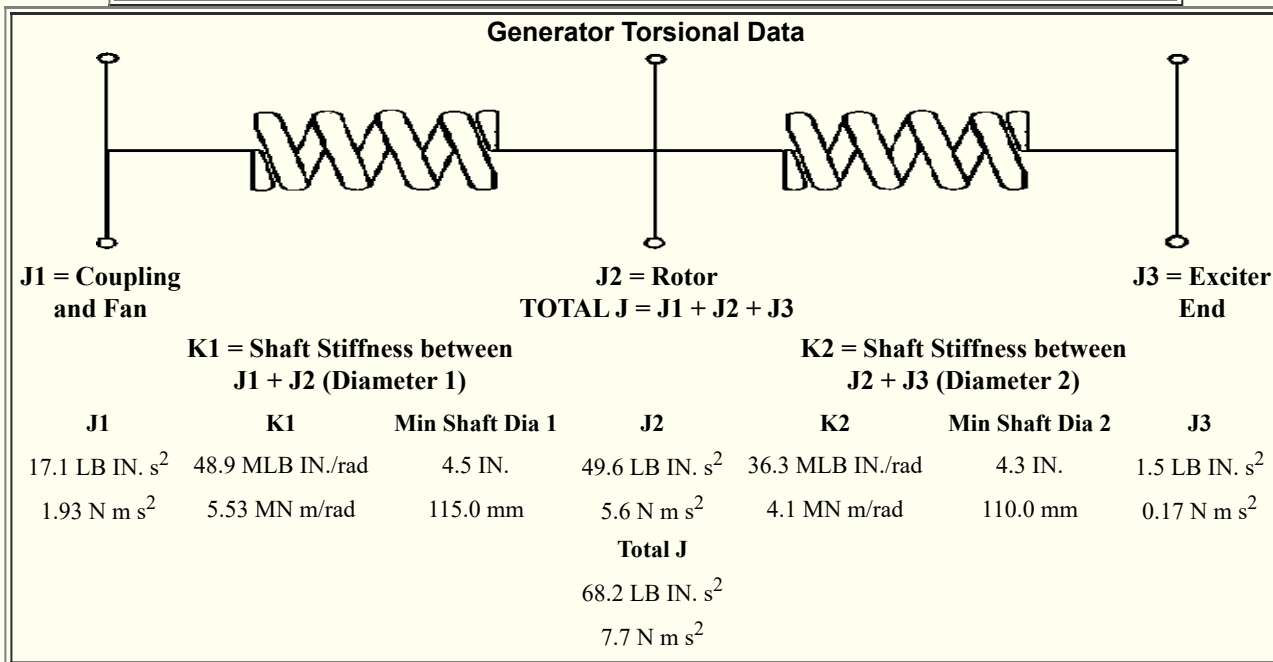 Generator Torsional Data
J1 = Coupling
and Fan
J2 = Rotor
TOTAL J = J1 + J2 + J3
J3 = Exciter
End
K1 = Shaft Stiffness between
J1 + J2 (Diameter 1)
K2 = Shaft Stiffness between
J2 + J3 (Diameter 2)
J1 K1 Min Shaft Dia 1 J2 K2 Min Shaft Dia 2 J3
17.1 LB IN. s² 48.9 MLB IN./rad 4.5 IN. 49.6 LB IN. s² 36.3 MLB IN./rad 4.3 IN. 1.5 LB IN. s²
1.93 N m s² 5.53 MN m/rad 115.0 mm 5.6 N m s² 4.1 MN m/rad 110.0 mm 0.17 N m s²
Total J
68.2 LB IN. s²
7.7 N m s²